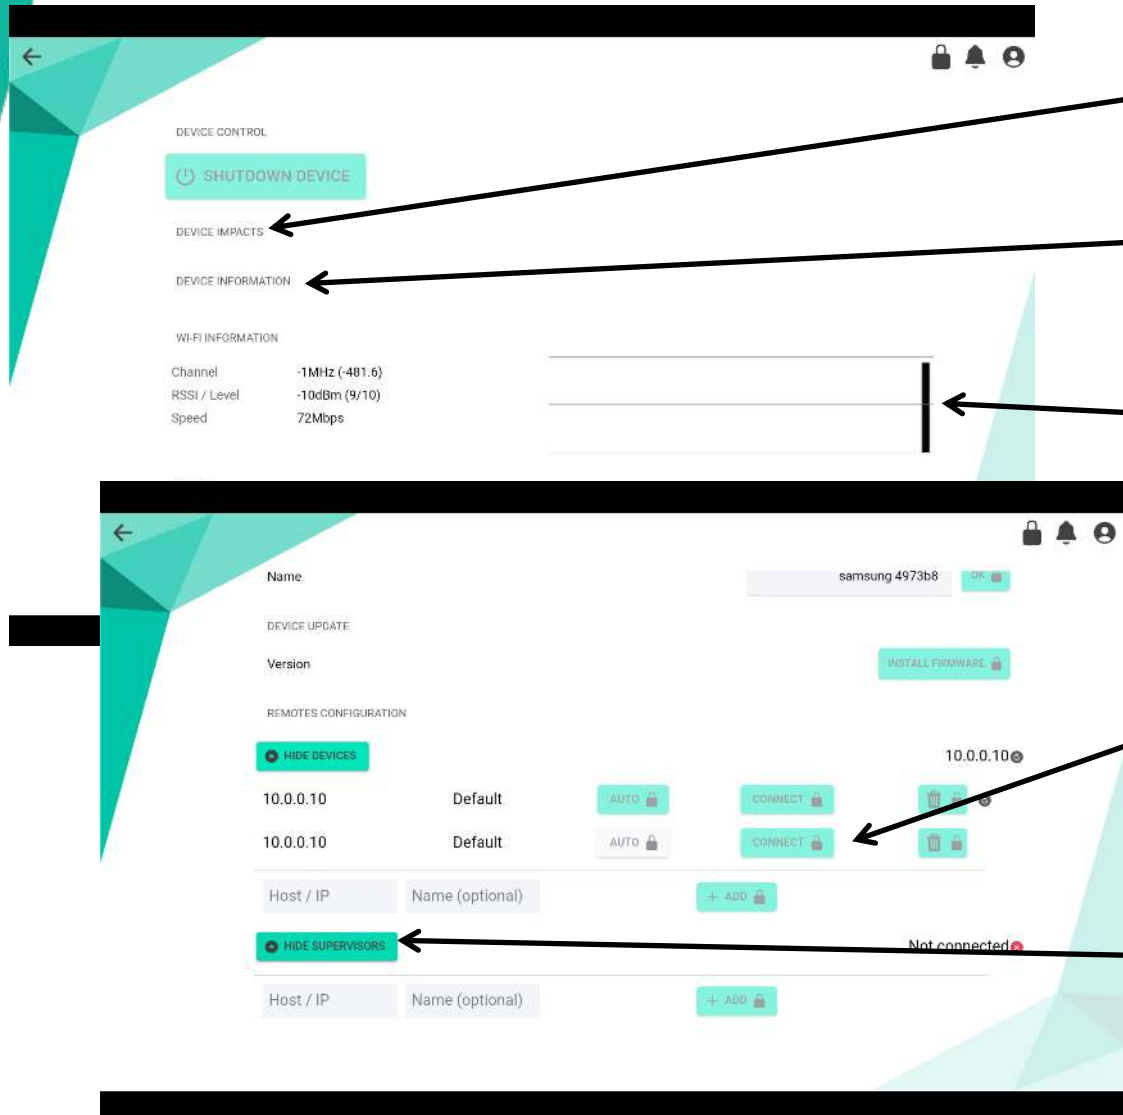 DEVICE CONTROL
SHUTDOWN DEVICE
DEVICE IMPACTS
DEVICE INFORMATION
WI-FI INFORMATION
Channel -1MHz (-481.6)
RSSI / Level -10dBm (9/10)
Speed 72Mbps
Name samsung 4973b8 OK
DEVICE UPDATE
Version INSTALL FIRMWARE
REMOTES CONFIGURATION
HIDE DEVICES 10.0.0.10
10.0.0.10 Default AUTO CONNECT
10.0.0.10 Default AUTO CONNECT
Host / IP Name (optional) + ADD
HIDE SUPERVISORS Not connected
Host / IP Name (optional) + ADD